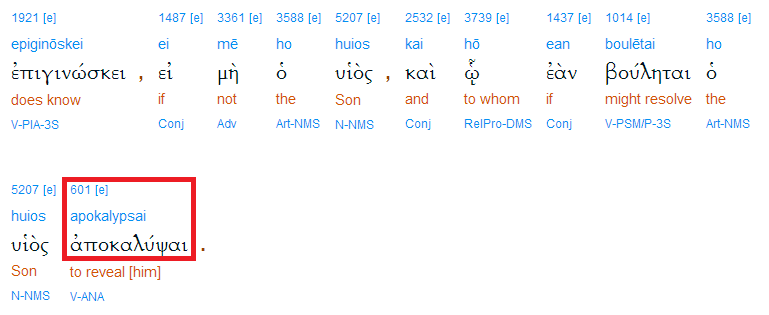 1921 [e] 1487 [e] 3361 [e] 3588 [e] 5207 [e] 2532 [e] 3739 [e] 1437 [e] 1014 [e] 3588 [e]
epiginōskei ei mē ho huios kai hō ean boulētai ho
ἐπιγινώσκει , εἰ μὴ ὁ υἱὸς , καὶ ᾧ ἐὰν βούληται ὁ
does know if not the Son and to whom if might resolve the
V-PIA-3S Conj Adv Art-NMS N-NMS Conj RelPro-DMS Conj V-PSM/P-3S Art-NMS
5207 [e] 601 [e]
huios apokalypsai
υἱὸς ἀποκαλύψαι .
Son to reveal [him]
N-NMS V-ANA